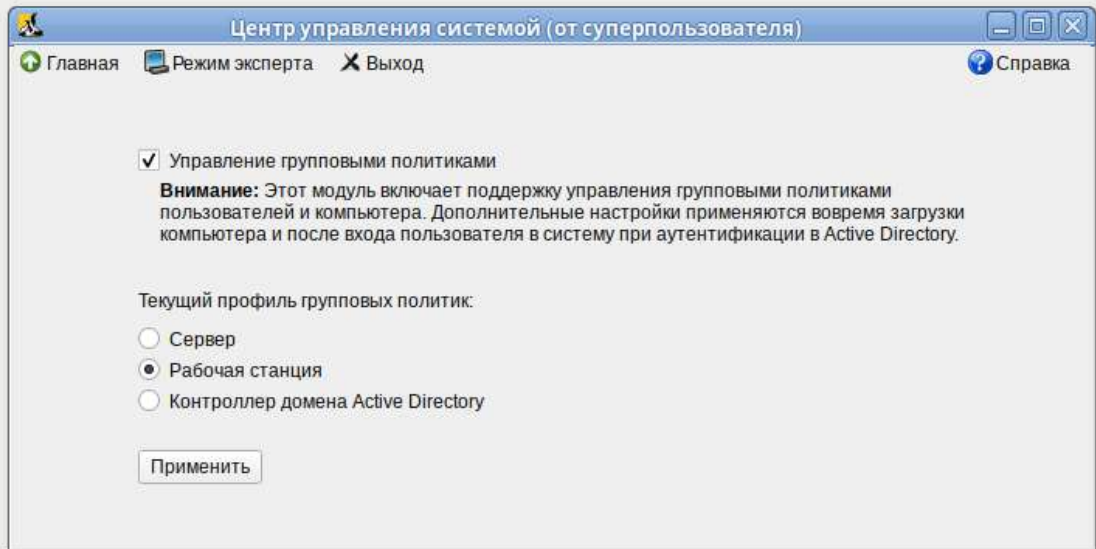 Центр управления системой (от суперпользователя)
Главная Режим эксперта Выход Справка
Управление групповыми политиками
Внимание: Этот модуль включает поддержку управления групповыми политиками
пользователей и компьютера. Дополнительные настройки применяются вовремя загрузки
компьютера и после входа пользователя в систему при аутентификации в Active Directory.
Текущий профиль групповых политик:
Сервер
Рабочая станция
Контроллер домена Active Directory
Применить